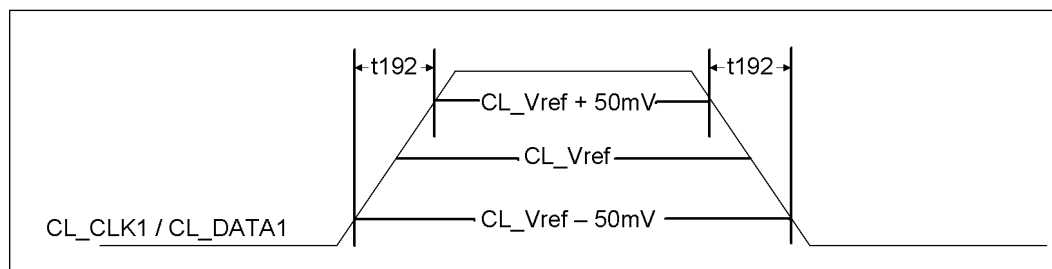 t192
t192
CL_Vref + 50mV
CL_Vref
CL_Vref – 50mV
CL_CLK1 / CL_DATA1